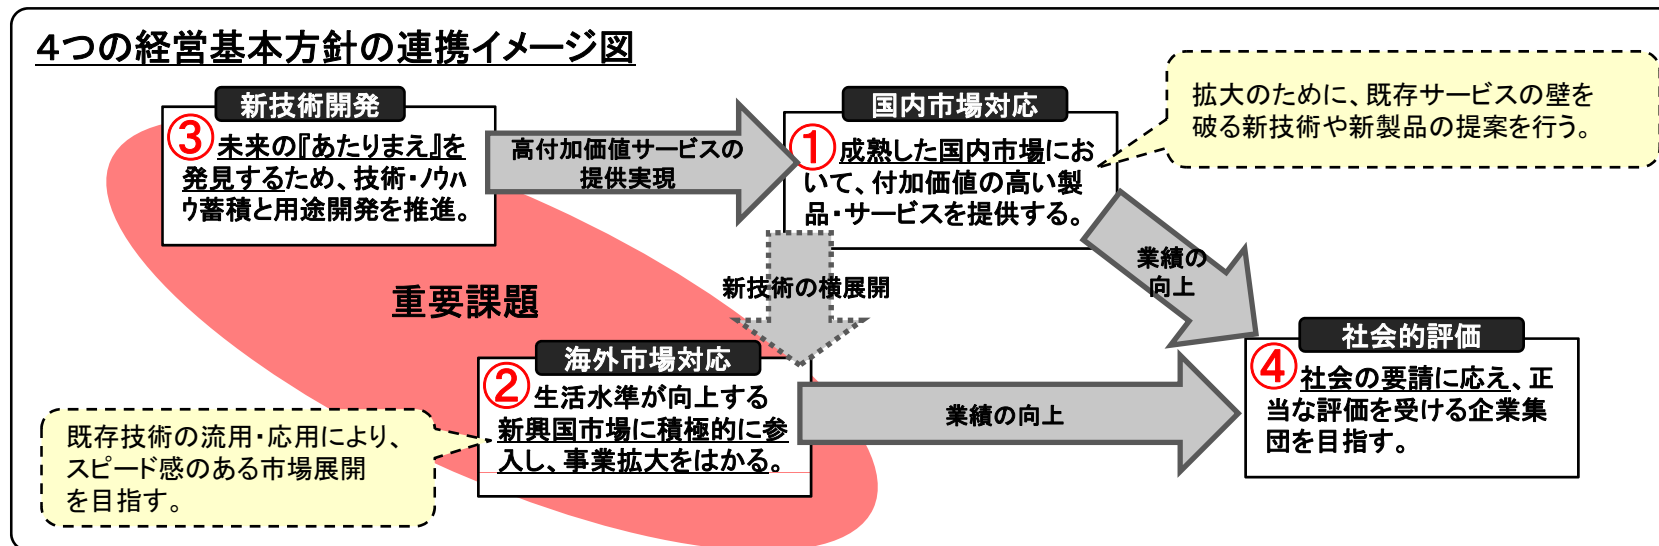 4つの経営基本方針の連携イメージ図
新技術開発
③ 未来の『あたりまえ』を
発見するため、技術・ノウハ
ウ蓄積と用途開発を推進。
高付加価値サービスの
提供実現
国内市場対応
① 成熟した国内市場にお
いて、付加価値の高い製
品・サービスを提供する。
拡大のために、既存サービスの壁を
破る新技術や新製品の提案を行う。
重要課題
新技術の横展開
業績の
向上
海外市場対応
② 生活水準が向上する
新興国市場に積極的に参
入し、事業拡大をはかる。
既存技術の流用・応用により、
スピード感のある市場展開
を目指す。
業績の向上
社会的評価
④ 社会の要請に応え、正
当な評価を受ける企業集
団を目指す。